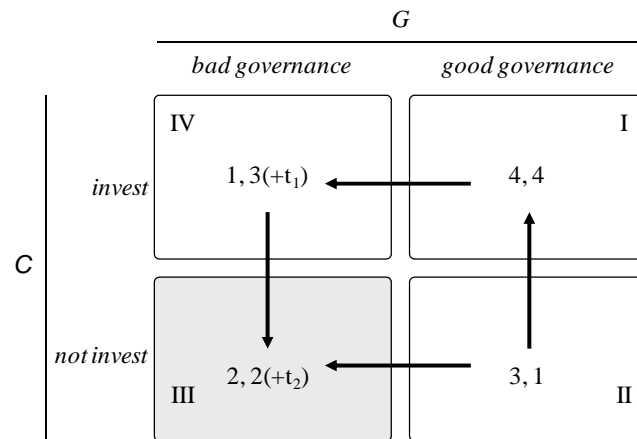 G
bad governance good governance
IV I
invest 1, 3(+t₁) 4, 4
C
not invest 2, 2(+t₂) 3, 1
III II